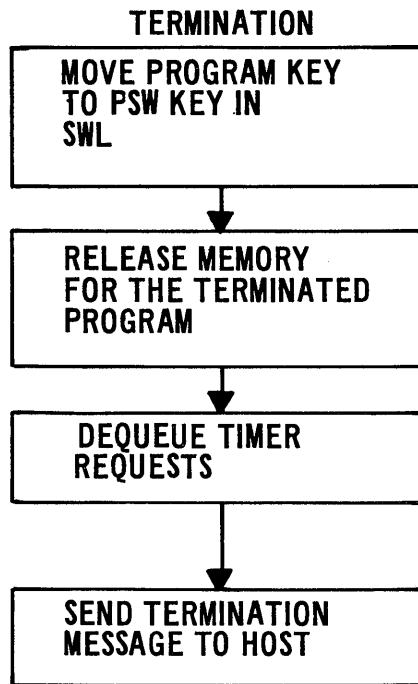 TERMINATION
MOVE PROGRAM KEY
TO PSW KEY IN
SWL
RELEASE MEMORY
FOR THE TERMINATED
PROGRAM
DEQUEUE TIMER
REQUESTS
SEND TERMINATION
MESSAGE TO HOST